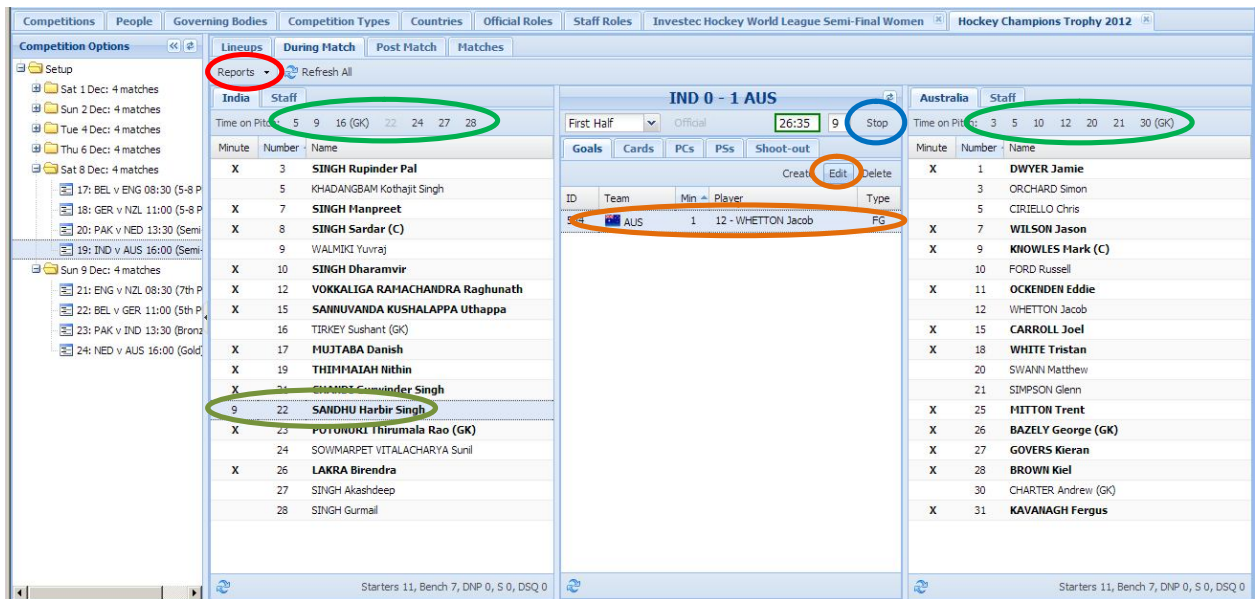 Competitions People Governing Bodies Competition Types Countries Official Roles Staff Roles Investec Hockey World League Semi-Final Women Hockey Champions Trophy 2012
Competition Options
Setup
Sat 1 Dec: 4 matches
Sun 2 Dec: 4 matches
Tue 4 Dec: 4 matches
Thu 6 Dec: 4 matches
Sat 8 Dec: 4 matches
17: BEL v ENG 08:30 (5-8 P
18: GER v NZL 11:00 (5-8 P
20: PAK v NED 13:30 (Semi
19: IND v AUS 16:00 (Semi-
Sun 9 Dec: 4 matches
21: ENG v NZL 08:30 (7th P
22: BEL v GER 11:00 (5th P
23: PAK v IND 13:30 (Bronz
24: NED v AUS 16:00 (Gold
Lineups During Match Post Match Matches
Reports Refresh All
India Staff
Time on Pitch: 5 9 16 (GK) 22 24 27 28
Minute Number Name
X 3 SINGH Rupinder Pal
5 KHADANGBAM Kothajit Singh
X 7 SINGH Manpreet
X 8 SINGH Sardar (C)
9 WALMIKI Yuvraj
X 10 SINGH Dharamvir
X 12 VOKKALIGA RAMACHANDRA Raghunath
X 15 SANNUVANDA KUSHALAPPA Uthappa
16 TIRKEY Sushant (GK)
X 17 MUJTABA Danish
X 19 THIMMAIAH Nithin
X 21 CHANDI Gurwinder Singh
9 22 SANDHU Harbir Singh
X 23 POTUNURI Thirumala Rao (GK)
24 SOWMARPET VITALACHARYA Sunil
X 26 LAKRA Birendra
27 SINGH Akashdeep
28 SINGH Gurmail
Starters 11, Bench 7, DNP 0, S 0, DSQ 0
IND 0 - 1 AUS
First Half Official 26:35 9 Stop
Goals Cards PCs PSs Shoot-out
Create Edit Delete
ID Team Min Player Type
AUS 1 12 - WHETTON Jacob FG
Australia Staff
Time on Pitch: 3 5 10 12 20 21 30 (GK)
Minute Number Name
X 1 DWYER Jamie
3 ORCHARD Simon
5 CIRIELLO Chris
X 7 WILSON Jason
X 9 KNOWLES Mark (C)
10 FORD Russell
X 11 OCKENDEN Eddie
12 WHETTON Jacob
X 15 CARROLL Joel
X 18 WHITE Tristan
20 SWANN Matthew
21 SIMPSON Glenn
X 25 MITTON Trent
X 26 BAZELY George (GK)
X 27 GOVERS Kieran
X 28 BROWN Kiel
30 CHARTER Andrew (GK)
X 31 KAVANAGH Fergus
Starters 11, Bench 7, DNP 0, S 0, DSQ 0